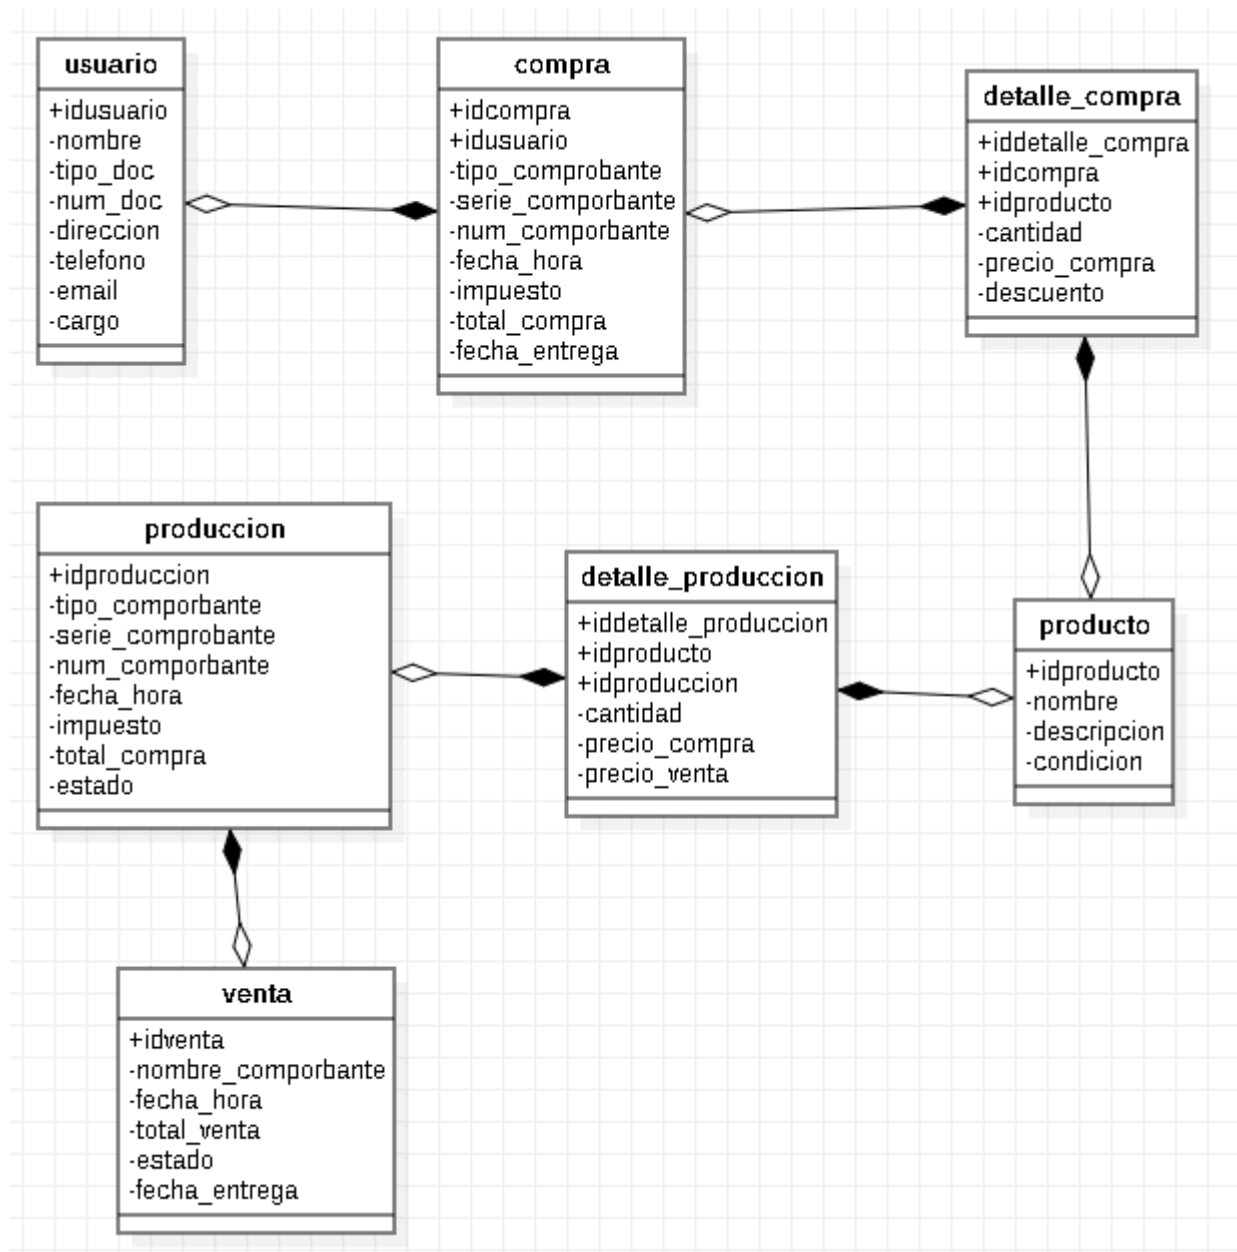 usuario
+idusuario
-nombre
-tipo_doc
-num_doc
-direccion
-telefono
-email
-cargo
compra
+idcompra
+idusuario
-tipo_comprobante
-serie_comporbante
-num_comporbante
-fecha_hora
-impuesto
-total_compra
-fecha_entrega
detalle_compra
+iddetalle_compra
+idcompra
+idproducto
-cantidad
-precio_compra
-descuento
produccion
+idproduccion
-tipo_comporbante
-serie_comprobante
-num_comporbante
-fecha_hora
-impuesto
-total_compra
-estado
detalle_produccion
+iddetalle_produccion
+idproducto
+idproduccion
-cantidad
-precio_compra
-precio_venta
producto
+idproducto
-nombre
-descripcion
-condicion
venta
+idventa
-nombre_comporbante
-fecha_hora
-total_venta
-estado
-fecha_entrega